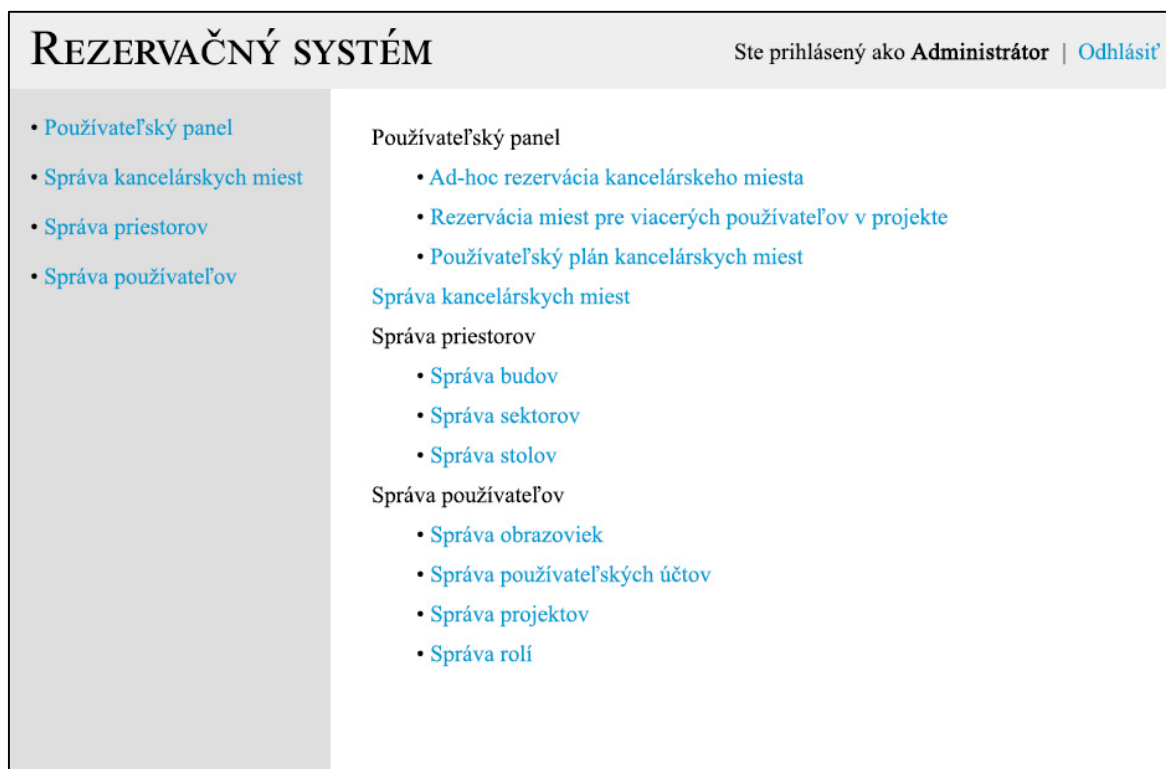 REZERVAČNÝ SYSTÉM
Ste prihlásený ako Administrátor | Odhlásiť
• Používateľský panel
• Správa kancelárskych miest
• Správa priestorov
• Správa používateľov
Používateľský panel
• Ad-hoc rezervácia kancelárskeho miesta
• Rezervácia miest pre viacerých používateľov v projekte
• Používateľský plán kancelárskych miest
Správa kancelárskych miest
Správa priestorov
• Správa budov
• Správa sektorov
• Správa stolov
Správa používateľov
• Správa obrazoviek
• Správa používateľských účtov
• Správa projektov
• Správa rolí